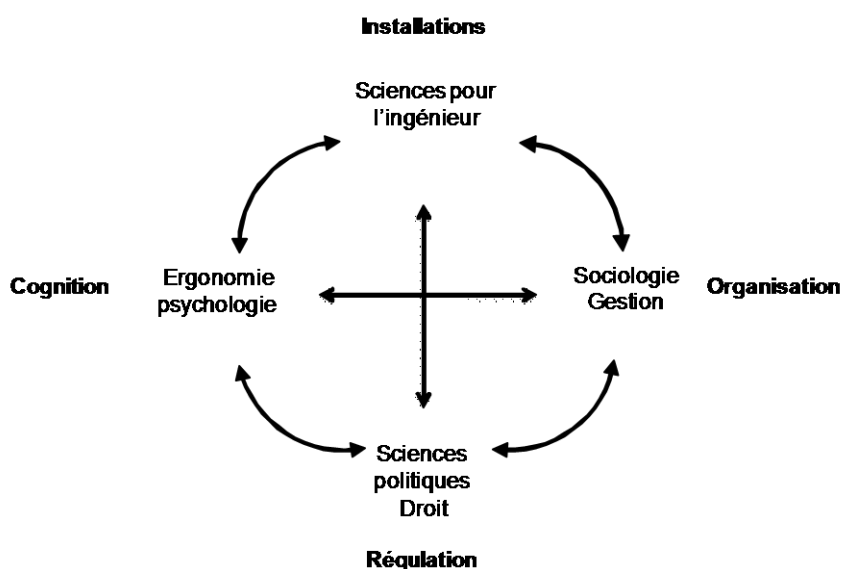 Installations
Sciences pour
l'ingénieur
Cognition
Ergonomie
psychologie
Sociologie
Gestion
Organisation
Sciences
politiques
Droit
Régulation